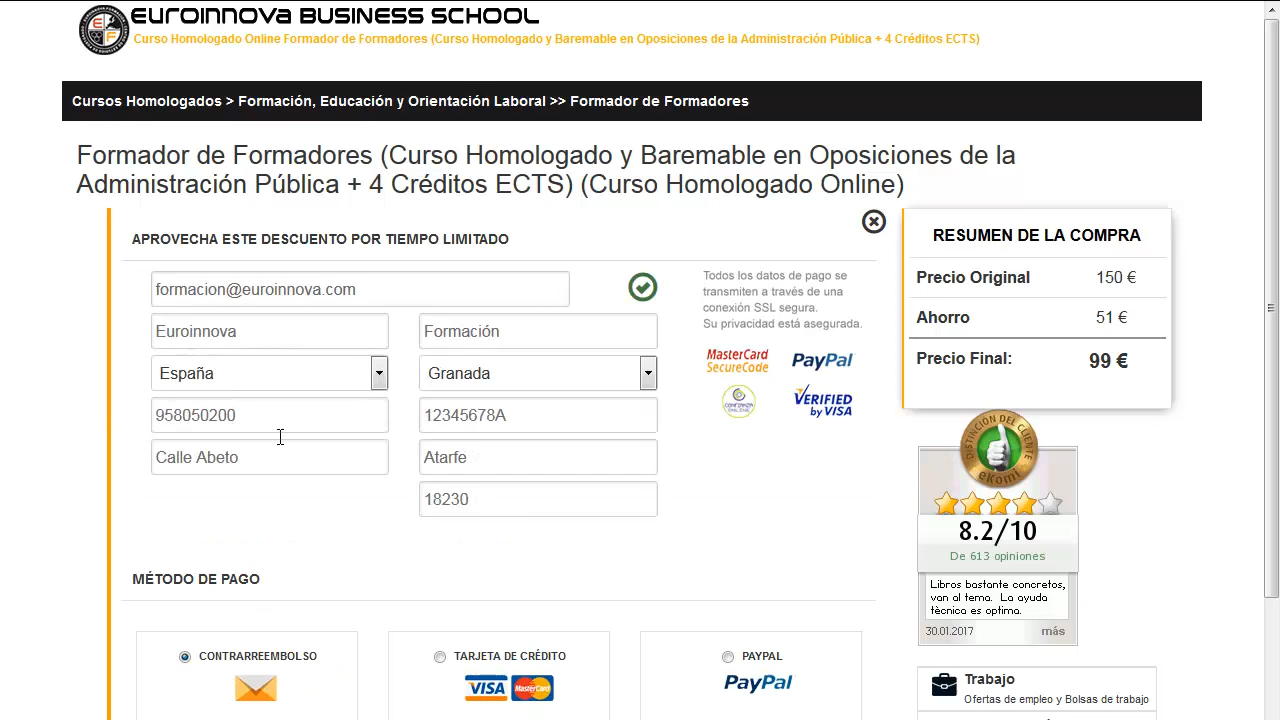 EUROINNOVA BUSINESS SCHOOL
Curso Homologado Online Formador de Formadores (Curso Homologado y Baremable en Oposiciones de la Administración Pública + 4 Créditos ECTS)
Cursos Homologados > Formación, Educación y Orientación Laboral >> Formador de Formadores
Formador de Formadores (Curso Homologado y Baremable en Oposiciones de la
Administración Pública + 4 Créditos ECTS) (Curso Homologado Online)
APROVECHA ESTE DESCUENTO POR TIEMPO LIMITADO
formacion@euroinnova.com
Euroinnova
Formación
España
Granada
958050200
12345678A
Calle Abeto
Atarfe
18230
Todos los datos de pago se
transmiten a través de una
conexión SSL segura.
Su privacidad está asegurada.
MasterCard
SecureCode
PayPal
CONFIANZA
ONLINE
VERIFIED
by VISA
RESUMEN DE LA COMPRA
Precio Original 150 €
Ahorro 51 €
Precio Final: 99 €
DISTINCIÓN DEL CLIENTE
eKomi
8.2/10
De 613 opiniones
Libros bastante concretos,
van al tema. La ayuda
tècnica es optima.
30.01.2017 más
MÉTODO DE PAGO
CONTRARREEMBOLSO
TARJETA DE CRÉDITO
VISA
MasterCard
PAYPAL
PayPal
Trabajo
Ofertas de empleo y Bolsas de trabajo